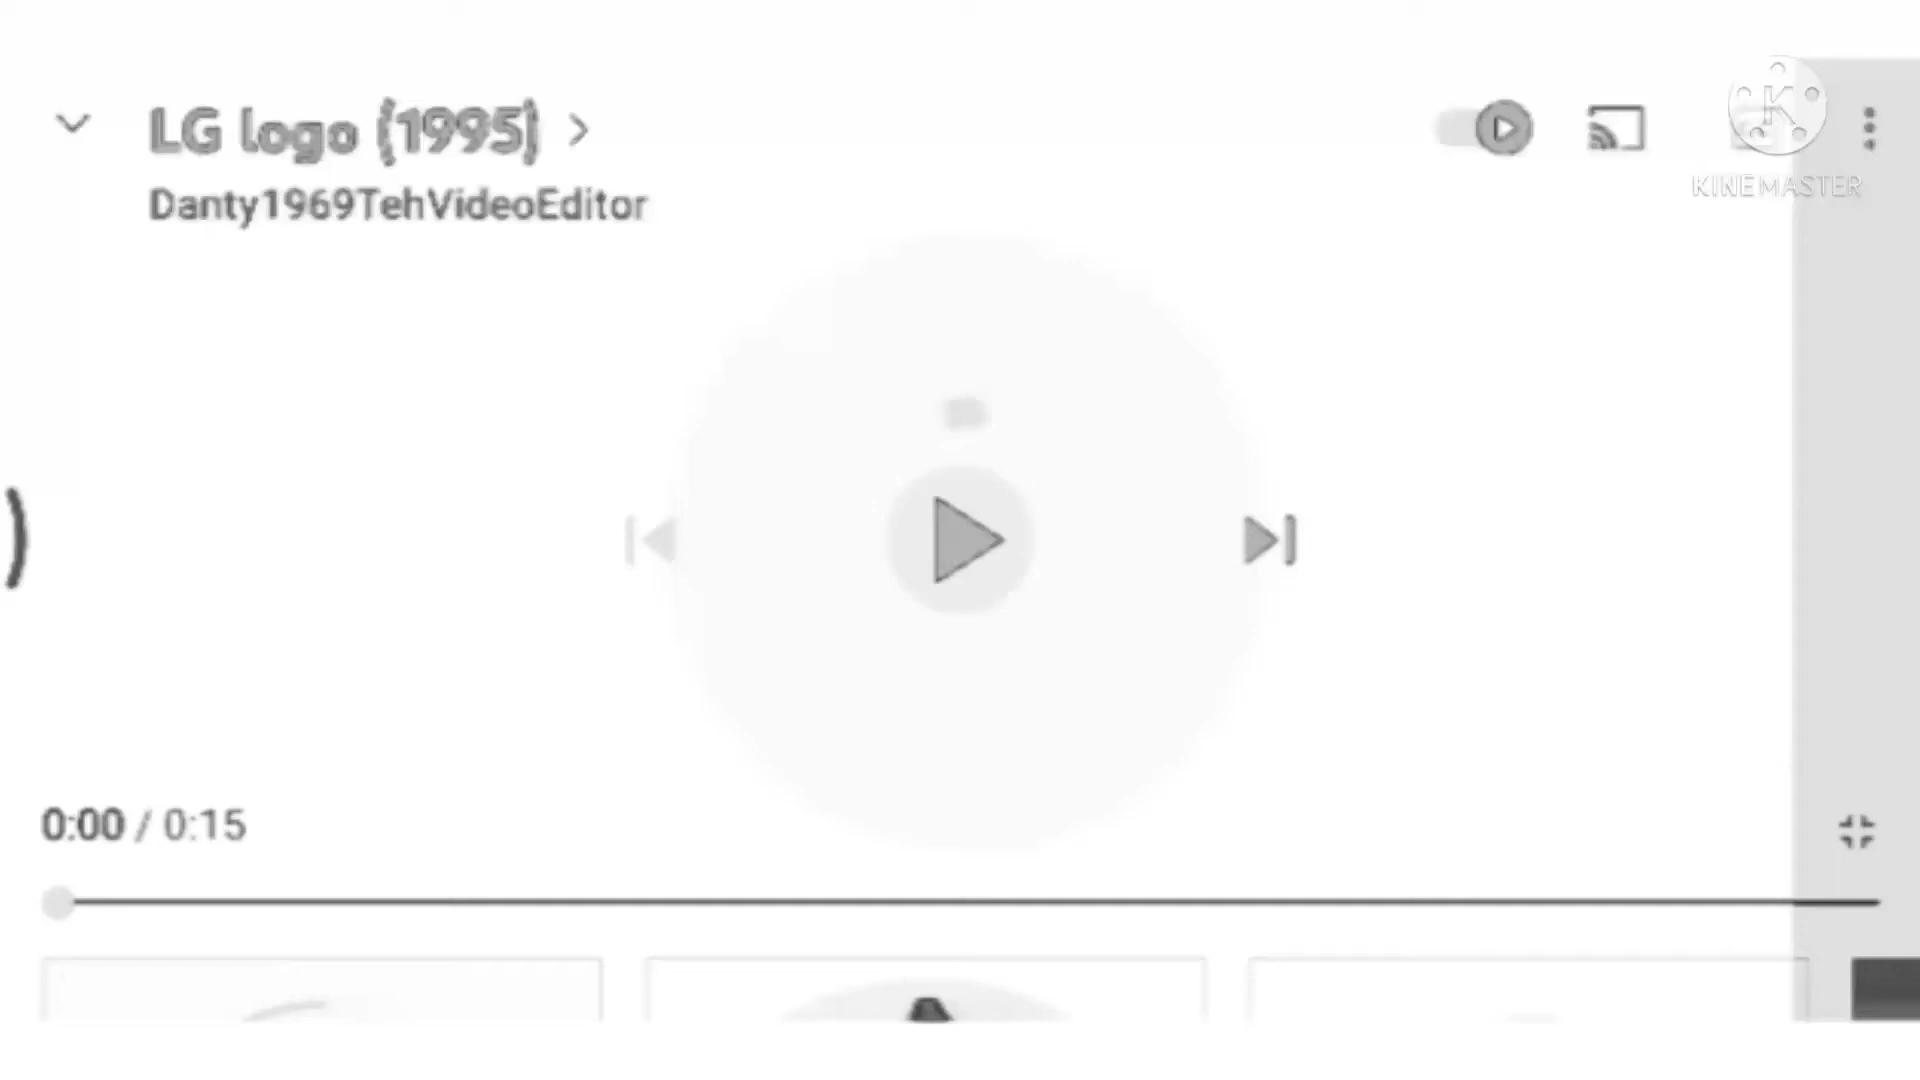 LG logo (1995)
Danty1969TehVideoEditor
K
KINEMASTER
0:00 / 0:15